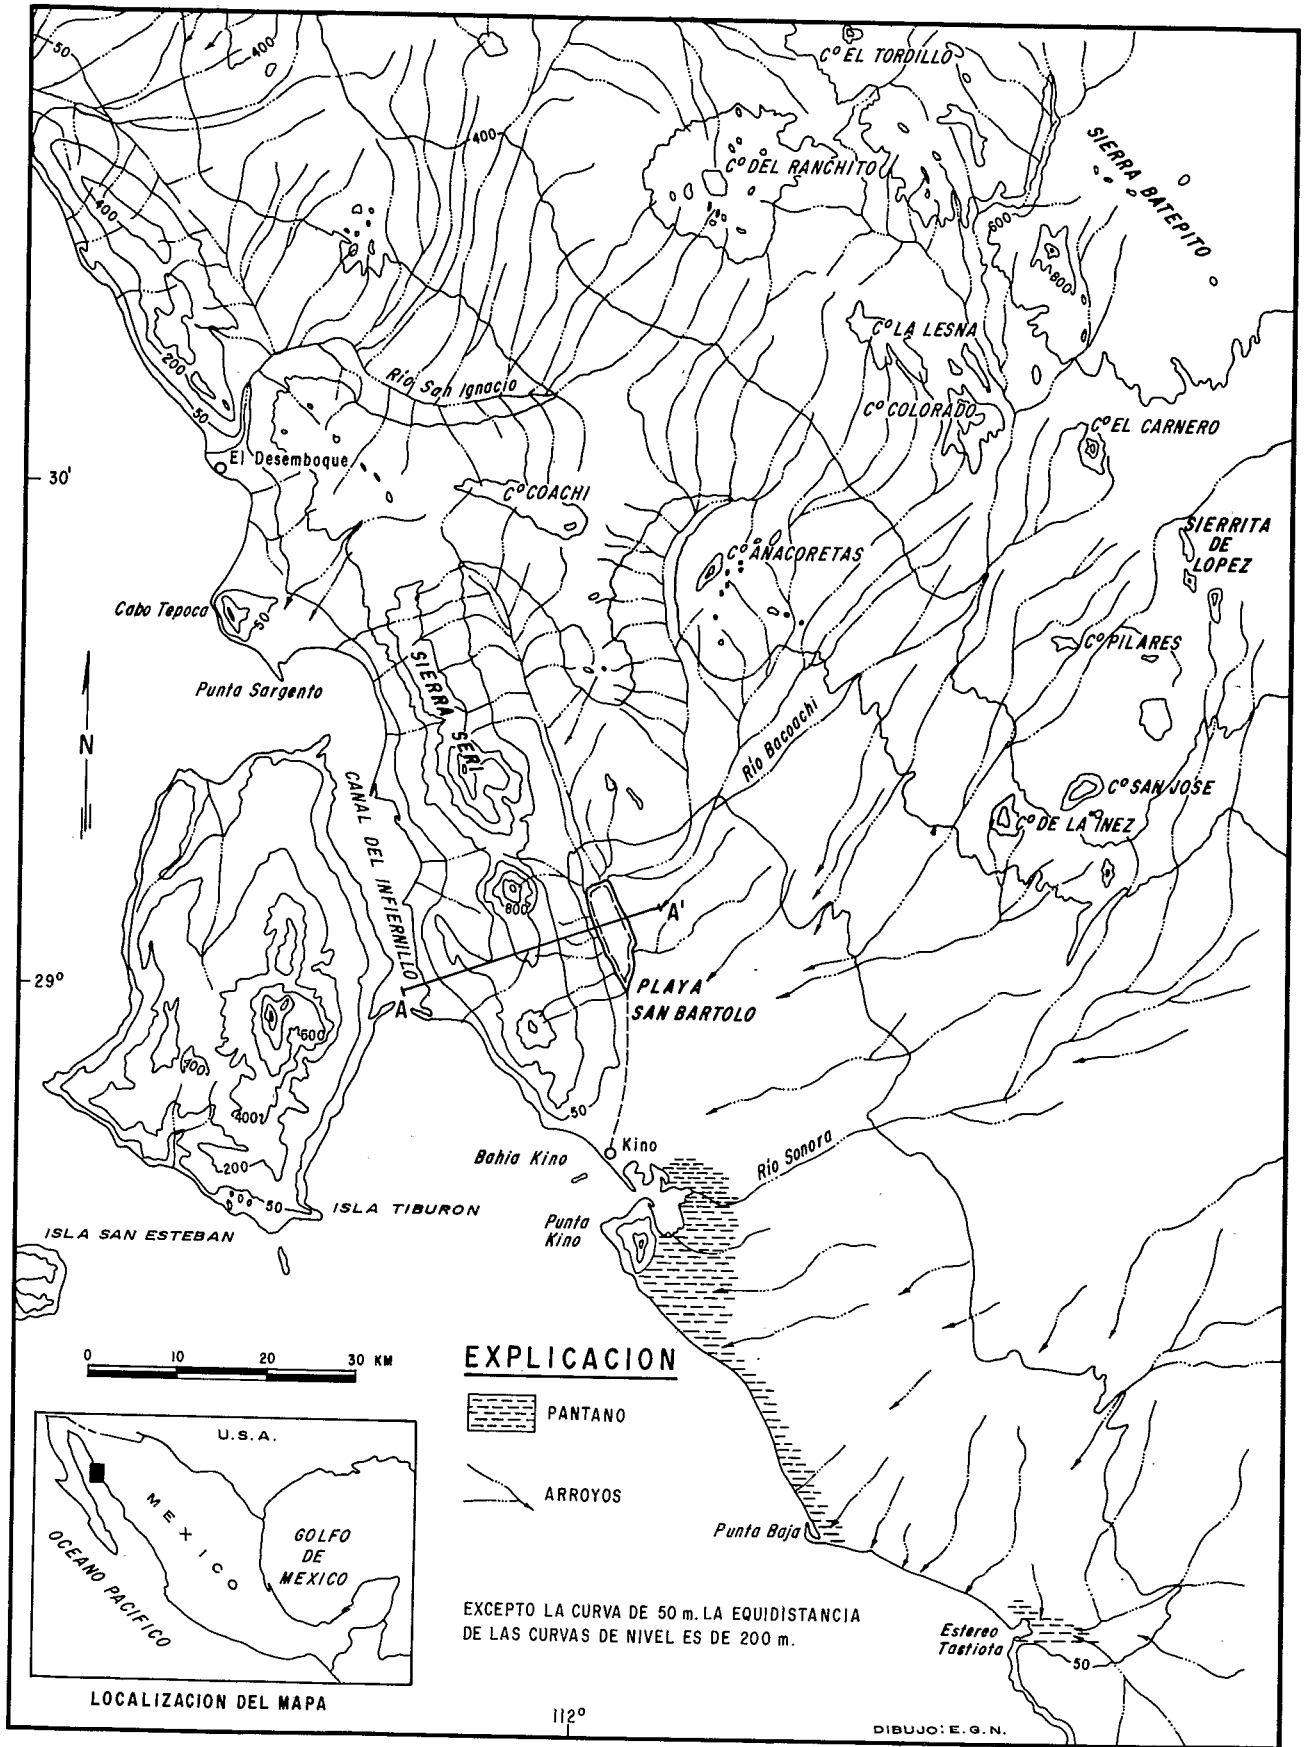 50
400
Cº EL TORDILLO
400
Cº DEL RANCHITO
SIERRA BATEPITO
400
600
800
Cº LA LESNA
200
Río San Ignacio
50
Cº COLORADO
Cº EL CARNERO
El Desemboque
30'
Cº COACHI
SIERRITA
DE
LOPEZ
Cº ANACORETAS
Cabo Tepoca
50
Cº PILARES
SIERRA SERI
Punta Sargento
N
Río Bacoachi
CANAL DEL INFIERNILLO
Cº SAN JOSE
Cº DE LA INEZ
800
A'
29º
A
PLAYA
SAN BARTOLO
600
400
200
50
50
Kino
Bahia Kino
Río Sonora
ISLA TIBURON
Punta
Kino
ISLA SAN ESTEBAN
0 10 20 30 KM
EXPLICACION
PANTANO
ARROYOS
U.S.A.
MEXICO
GOLFO
DE
MEXICO
OCEANO PACIFICO
Punta Baja
EXCEPTO LA CURVA DE 50 m. LA EQUIDISTANCIA
DE LAS CURVAS DE NIVEL ES DE 200 m.
Estereo
Tastiota
50
LOCALIZACION DEL MAPA
112º
DIBUJO: E.G.N.